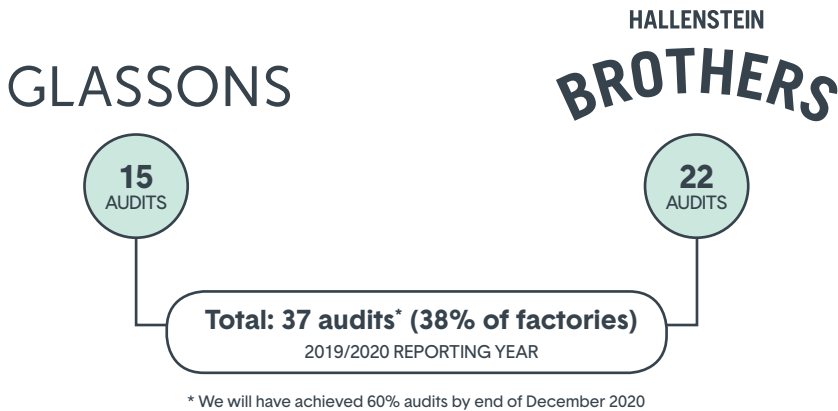 GLASSONS
HALLENSTEIN
BROTHERS
15
AUDITS
22
AUDITS
Total: 37 audits* (38% of factories)
2019/2020 REPORTING YEAR
* We will have achieved 60% audits by end of December 2020